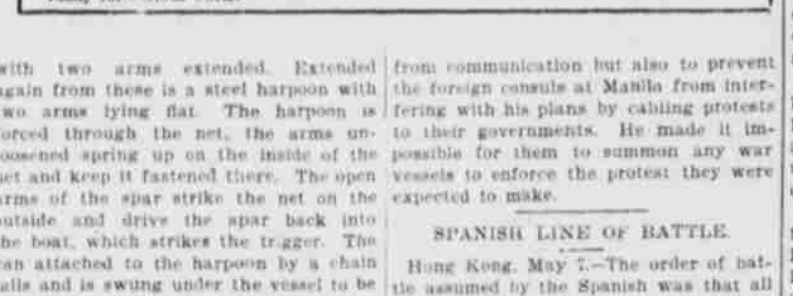 with two arms extended. Extended
again from these is a steel harpoon with
two arms lying flat. The harpoon is
forced through the net, the arms un-
loosened spring up on the inside of the
net and keep it fastened there. The open
arms of the spar strike the net on the
outside and drive the spar back into
the boat, which strikes the trigger. The
can attached to the harpoon by a chain
falls and is swung under the vessel to be
from communication but also to prevent
the foreign consuls at Manila from inter-
fering with his plans by cabling protests
to their governments. He made it im-
possible for them to summon any war
vessels to enforce the protest they were
expected to make.
SPANISH LINE OF BATTLE.
Hong Kong, May 7.—The order of bat-
tle assumed by the Spanish was that all